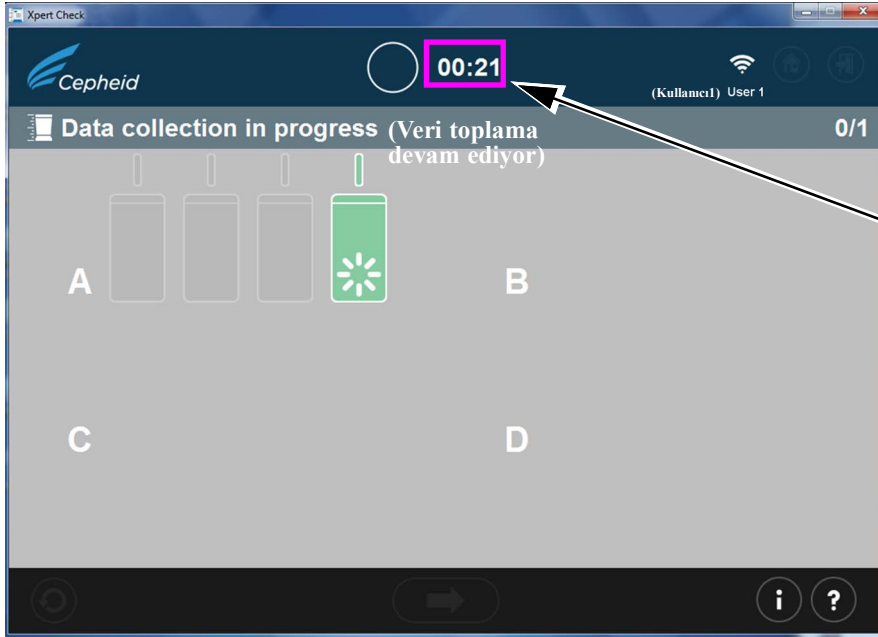 Xpert Check
Cepheid
00:21
(Kullanıcı1) User 1
Data collection in progress (Veri toplama
devam ediyor)
0/1
A
B
C
D
i ?